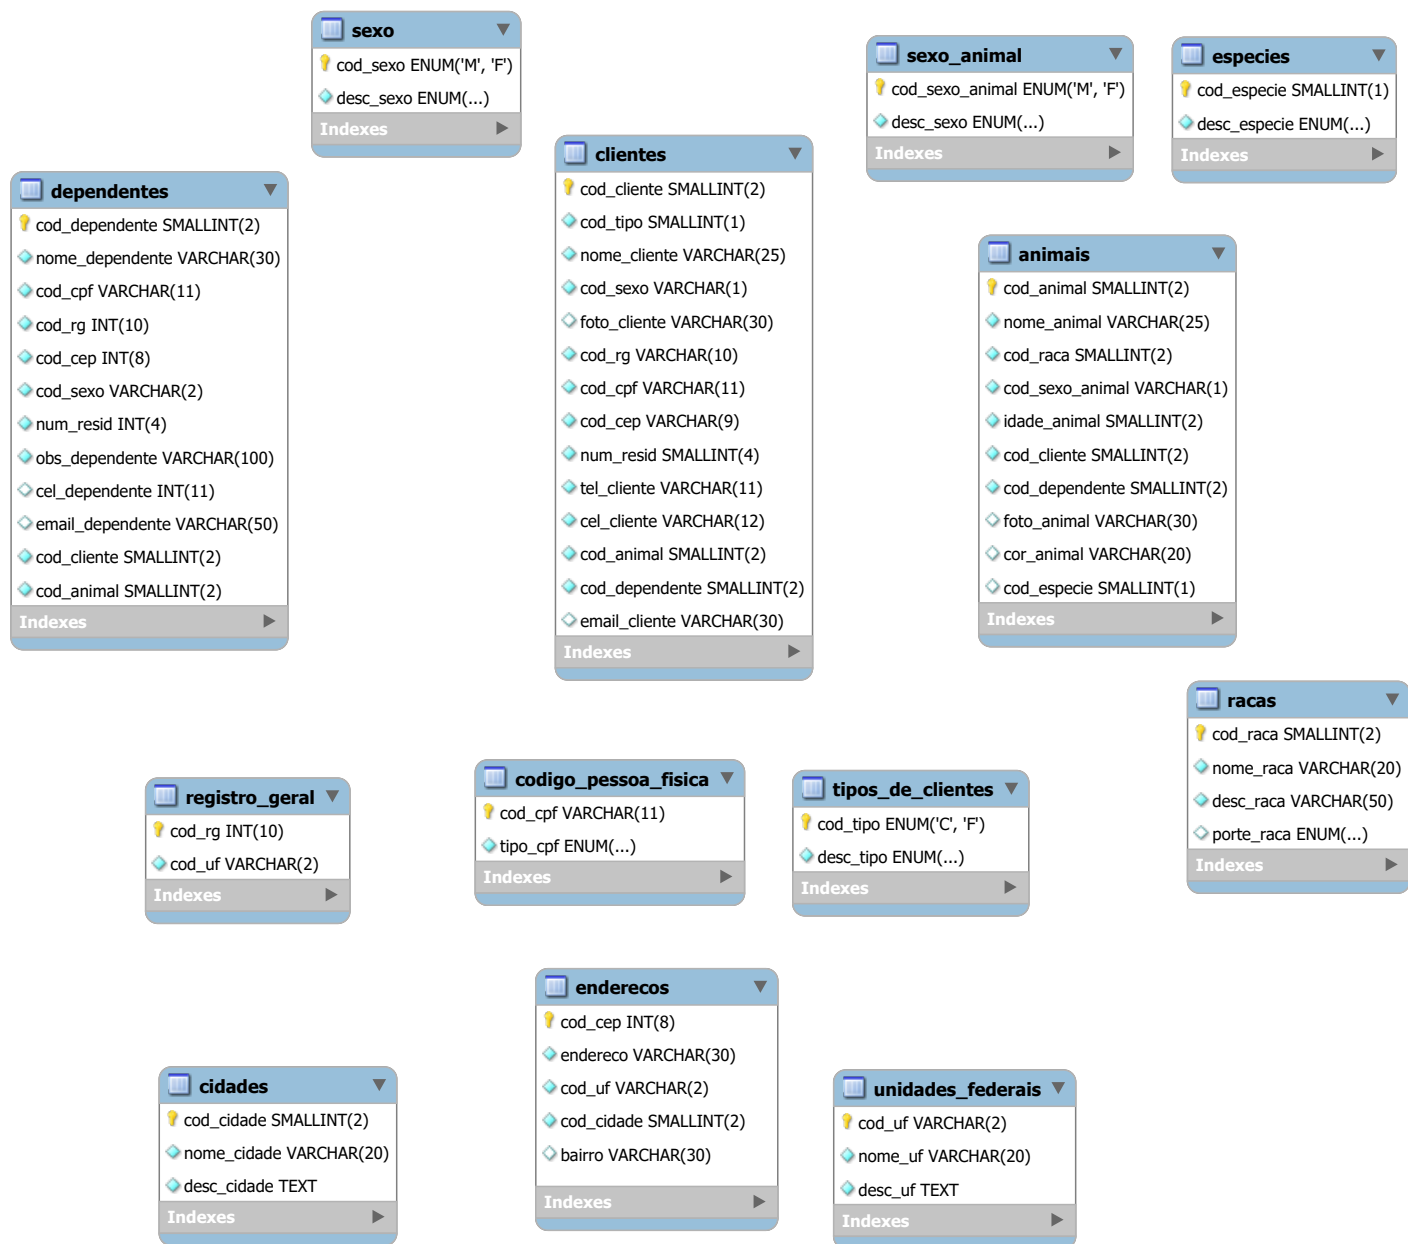 sexo
cod_sexo ENUM('M', 'F')
desc_sexo ENUM(...)
Indexes
sexo_animal
cod_sexo_animal ENUM('M', 'F')
desc_sexo ENUM(...)
Indexes
especies
cod_especie SMALLINT(1)
desc_especie ENUM(...)
Indexes
dependentes
cod_dependente SMALLINT(2)
nome_dependente VARCHAR(30)
cod_cpf VARCHAR(11)
cod_rg INT(10)
cod_cep INT(8)
cod_sexo VARCHAR(2)
num_resid INT(4)
obs_dependente VARCHAR(100)
cel_dependente INT(11)
email_dependente VARCHAR(50)
cod_cliente SMALLINT(2)
cod_animal SMALLINT(2)
Indexes
clientes
cod_cliente SMALLINT(2)
cod_tipo SMALLINT(1)
nome_cliente VARCHAR(25)
cod_sexo VARCHAR(1)
foto_cliente VARCHAR(30)
cod_rg VARCHAR(10)
cod_cpf VARCHAR(11)
cod_cep VARCHAR(9)
num_resid SMALLINT(4)
tel_cliente VARCHAR(11)
cel_cliente VARCHAR(12)
cod_animal SMALLINT(2)
cod_dependente SMALLINT(2)
email_cliente VARCHAR(30)
Indexes
animais
cod_animal SMALLINT(2)
nome_animal VARCHAR(25)
cod_raca SMALLINT(2)
cod_sexo_animal VARCHAR(1)
idade_animal SMALLINT(2)
cod_cliente SMALLINT(2)
cod_dependente SMALLINT(2)
foto_animal VARCHAR(30)
cor_animal VARCHAR(20)
cod_especie SMALLINT(1)
Indexes
racas
cod_raca SMALLINT(2)
nome_raca VARCHAR(20)
desc_raca VARCHAR(50)
porte_raca ENUM(...)
Indexes
registro_geral
cod_rg INT(10)
cod_uf VARCHAR(2)
Indexes
codigo_pessoa_fisica
cod_cpf VARCHAR(11)
tipo_cpf ENUM(...)
Indexes
tipos_de_clientes
cod_tipo ENUM('C', 'F')
desc_tipo ENUM(...)
Indexes
enderecos
cod_cep INT(8)
endereco VARCHAR(30)
cod_uf VARCHAR(2)
cod_cidade SMALLINT(2)
bairro VARCHAR(30)
Indexes
cidades
cod_cidade SMALLINT(2)
nome_cidade VARCHAR(20)
desc_cidade TEXT
Indexes
unidades_federais
cod_uf VARCHAR(2)
nome_uf VARCHAR(20)
desc_uf TEXT
Indexes